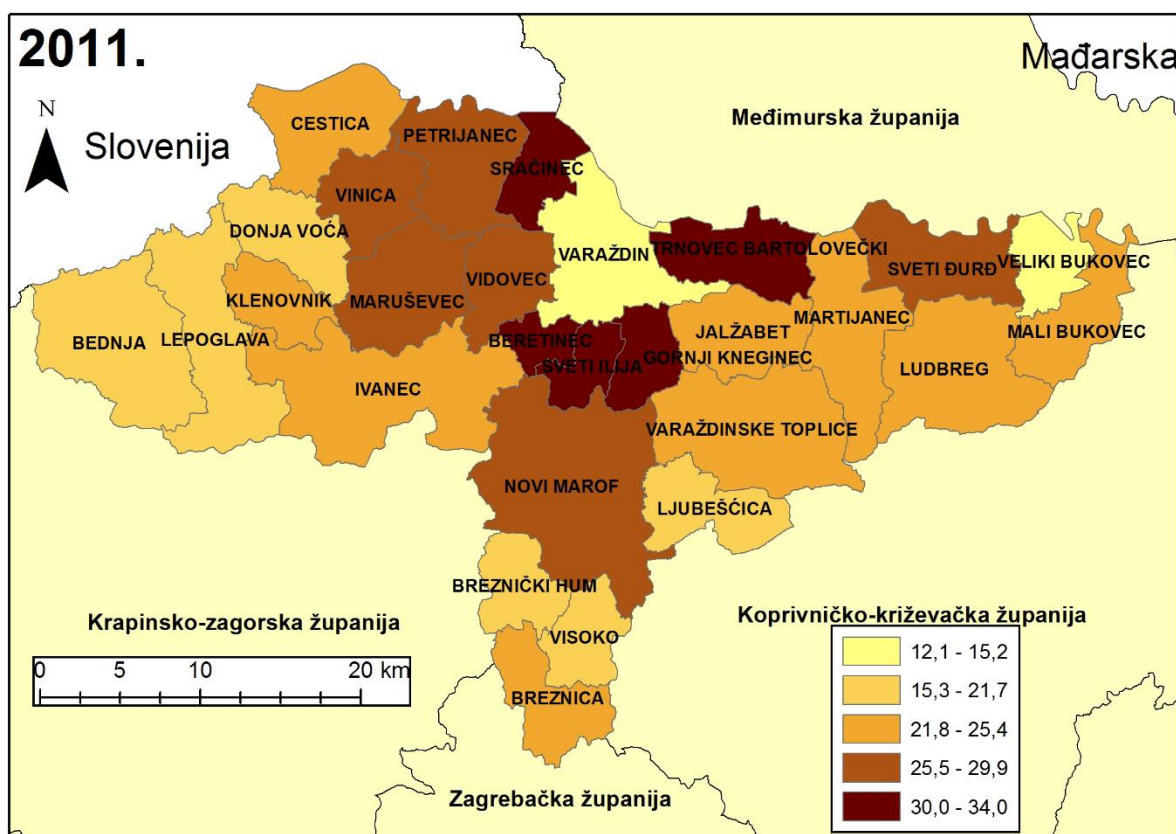 2011.
Mađarska
N
Slovenija
Međimurska županija
CESTICA
PETRIJANEC
SRAČINEC
VINICA
DONJA VOĆA
VARAŽDIN
TRNOVEC BARTOLOVEČKI
SVETI ĐURĐ
VELIKI BUKOVEC
VIDOVEC
KLENOVNIK
MARUŠEVEC
BEDNJA
LEPOGLAVA
BERETINEC
SVETI ILIJA
GORNJI KNEGINEC
JALŽABET
MARTIJANEC
MALI BUKOVEC
LUDBREG
IVANEC
VARAŽDINSKE TOPLICE
NOVI MAROF
LJUBEŠĆICA
BREZNIČKI HUM
VISOKO
BREZNICA
Krapinsko-zagorska županija
Koprivničko-križevačka županija
0 5 10 20 km
12,1 - 15,2
15,3 - 21,7
21,8 - 25,4
25,5 - 29,9
30,0 - 34,0
Zagrebačka županija